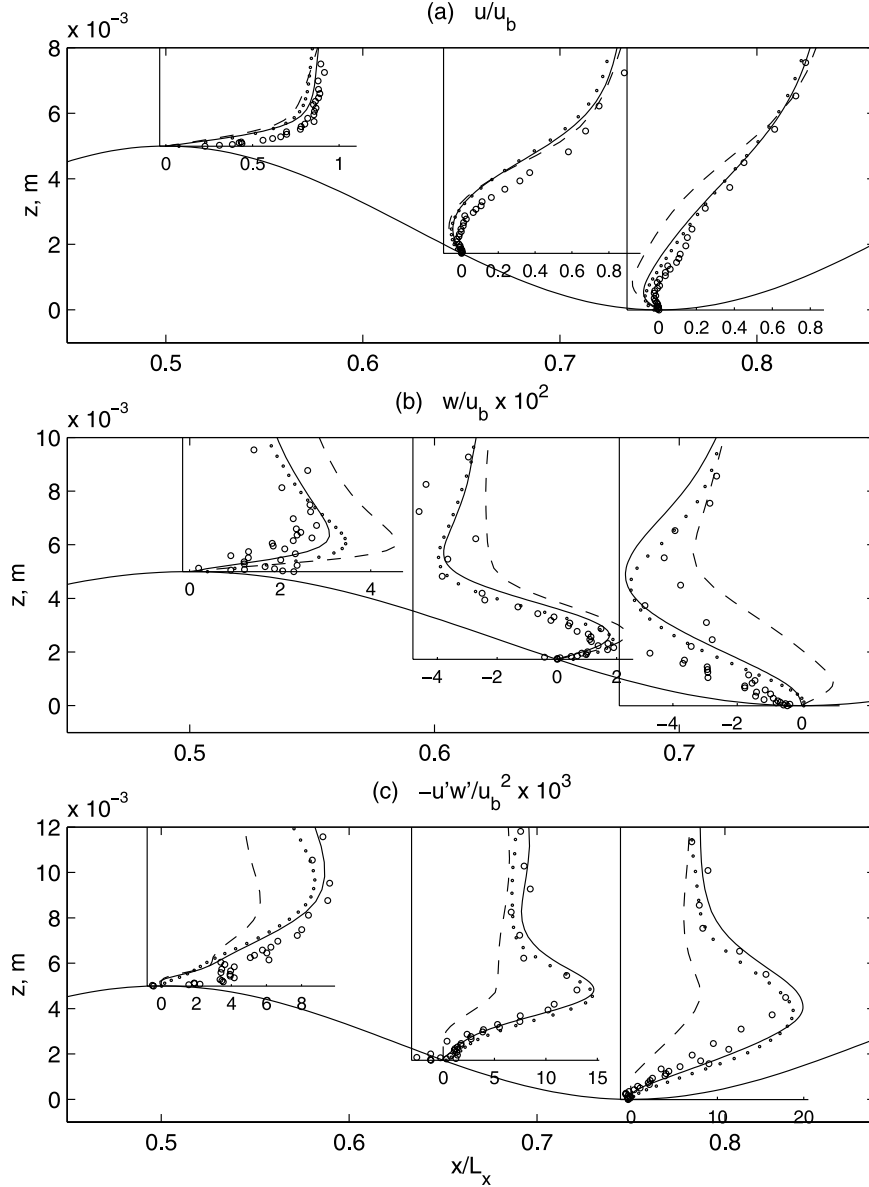 (a) u/u_b
x 10^-3
8
6
4
2
0
z, m
0 0.5 1
0 0.2 0.4 0.6 0.8
0 0.2 0.4 0.6 0.8
0.5 0.6 0.7 0.8
(b) w/u_b x 10^2
x 10^-3
10
8
6
4
2
0
z, m
0 2 4
−4 −2 0 2
−4 −2 0
0.5 0.6 0.7
(c) −u'w'/u_b^2 x 10^3
x 10^-3
12
10
8
6
4
2
0
z, m
0 2 4 6 8
0 5 10 15
0 10 20
0.5 0.6 0.7 0.8
x/L_x